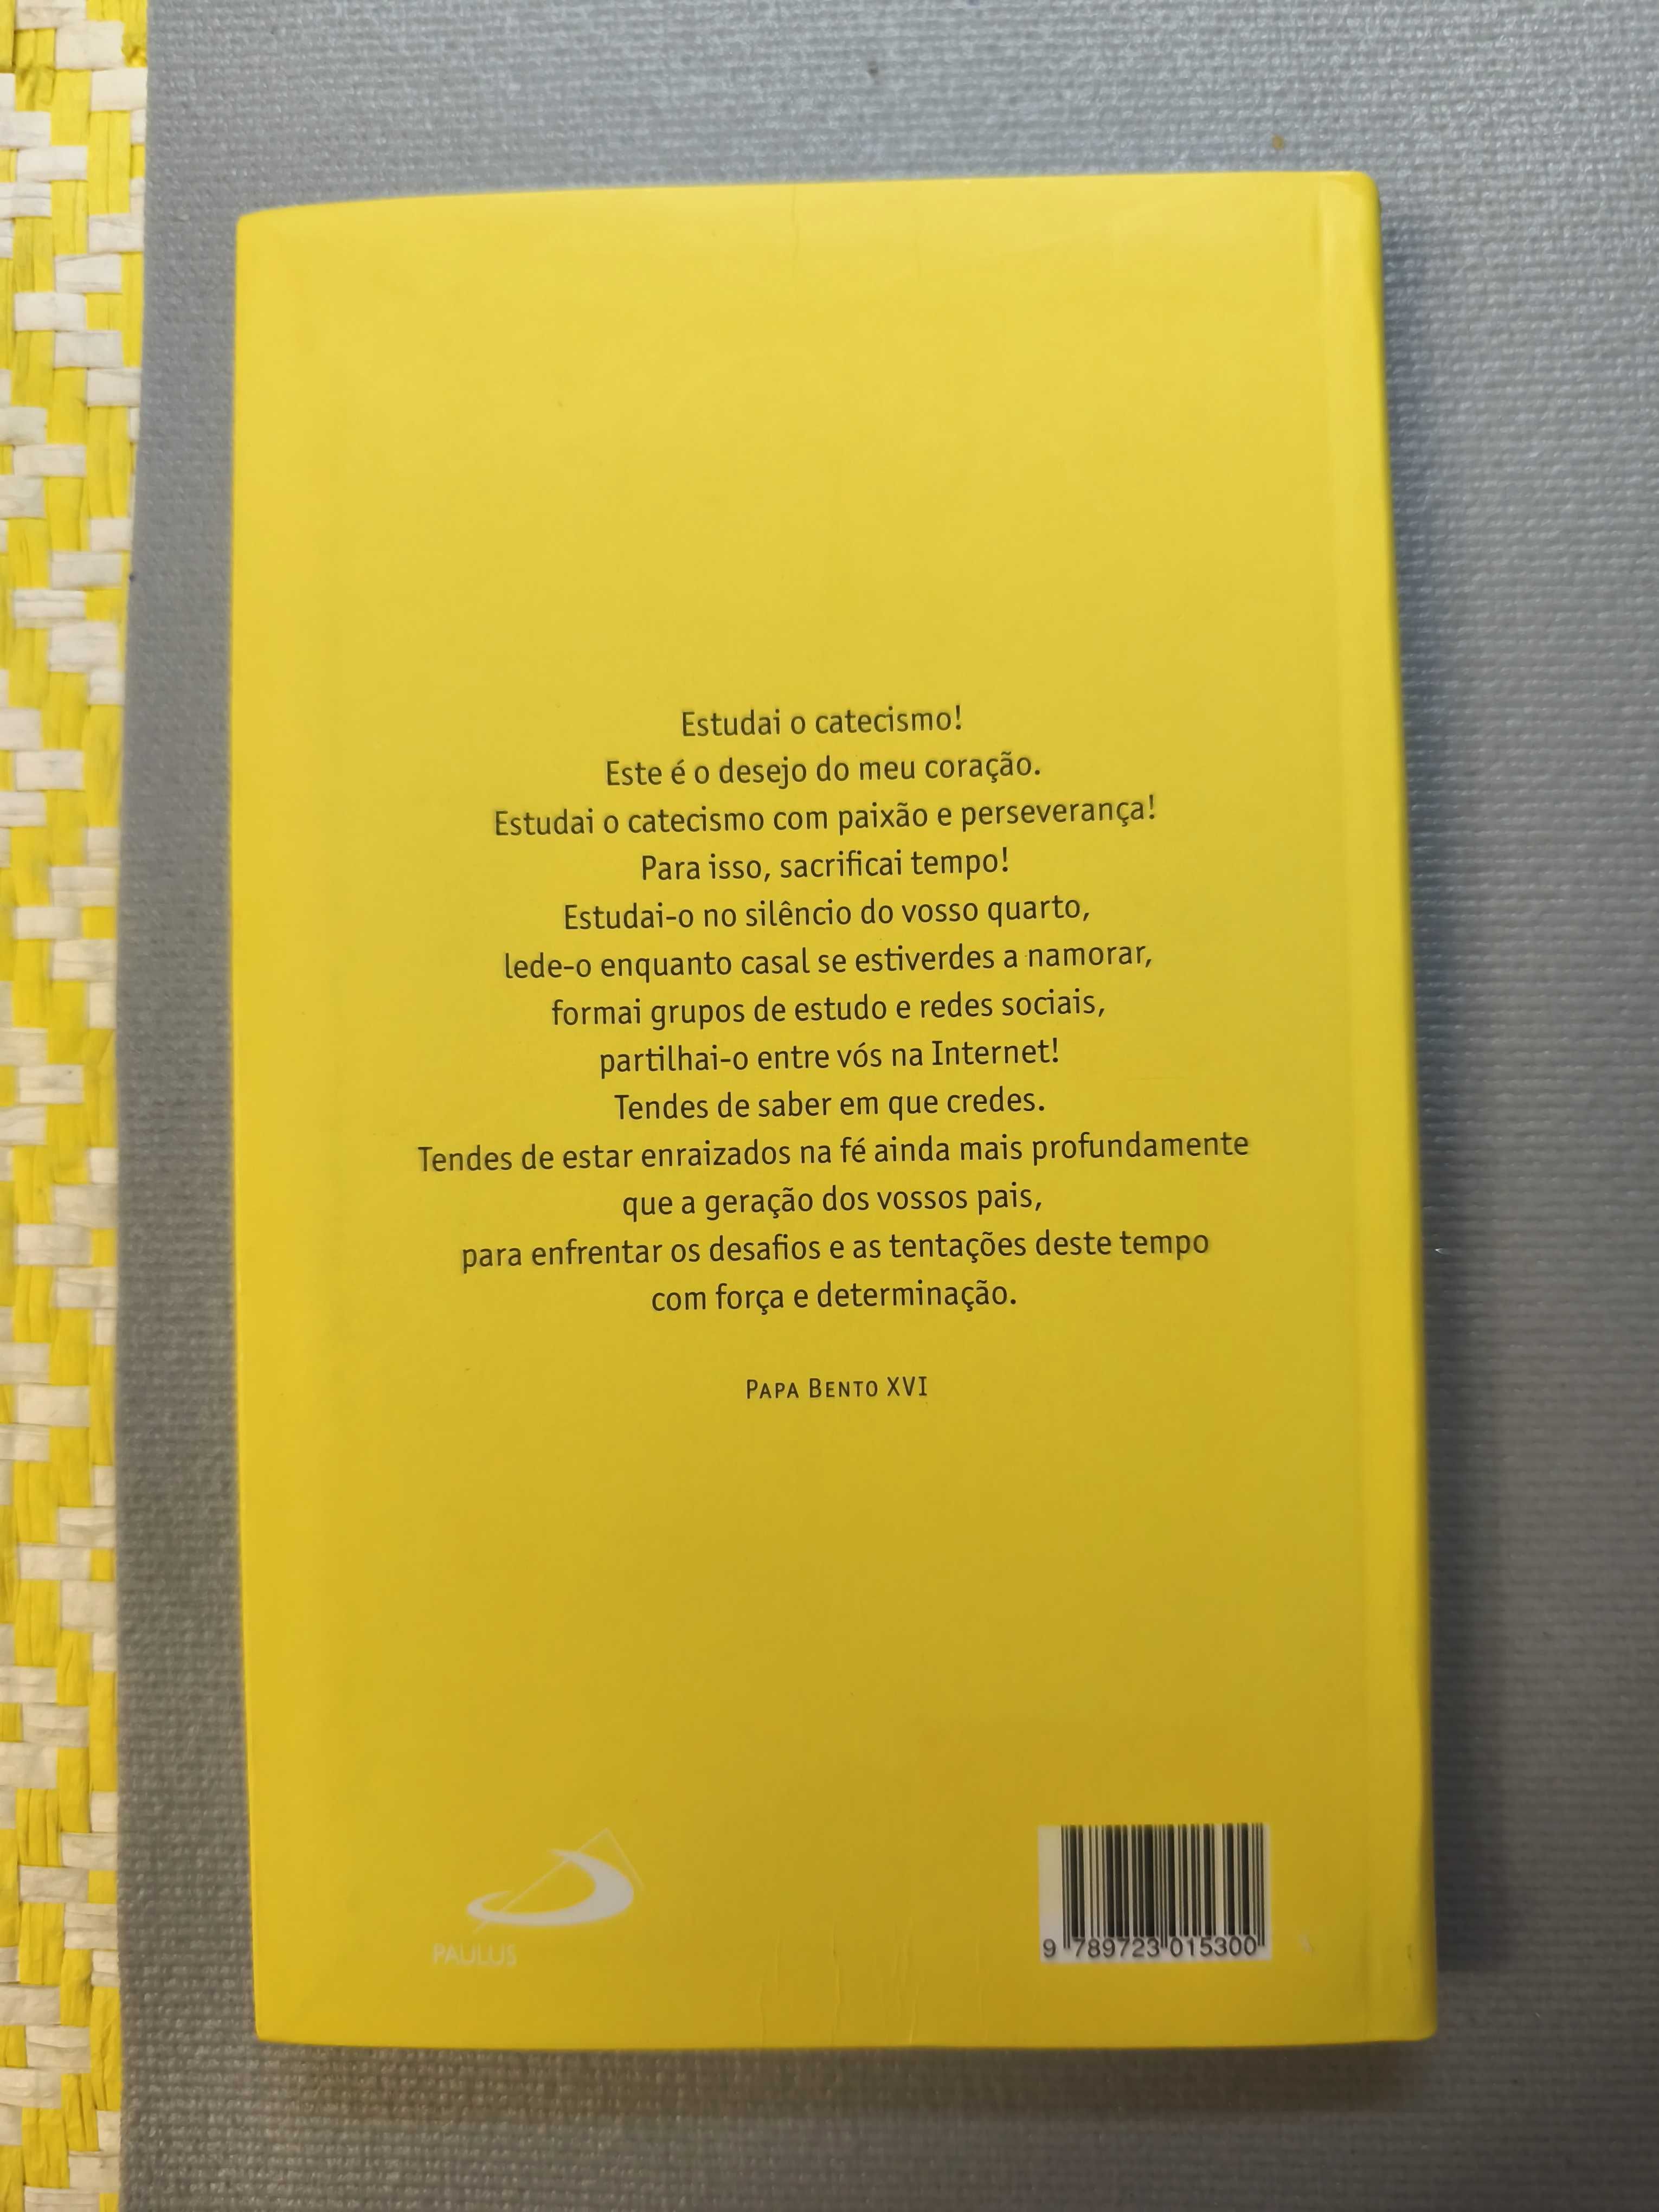 Estudai o catecismo!
Este é o desejo do meu coração.
Estudai o catecismo com paixão e perseverança!
Para isso, sacrificai tempo!
Estudai-o no silêncio do vosso quarto,
lede-o enquanto casal se estiverdes a namorar,
formai grupos de estudo e redes sociais,
partilhai-o entre vós na Internet!
Tendes de saber em que credes.
Tendes de estar enraizados na fé ainda mais profundamente
que a geração dos vossos pais,
para enfrentar os desafios e as tentações deste tempo
com força e determinação.
PAPA BENTO XVI
PAULUS
9 789723 015300